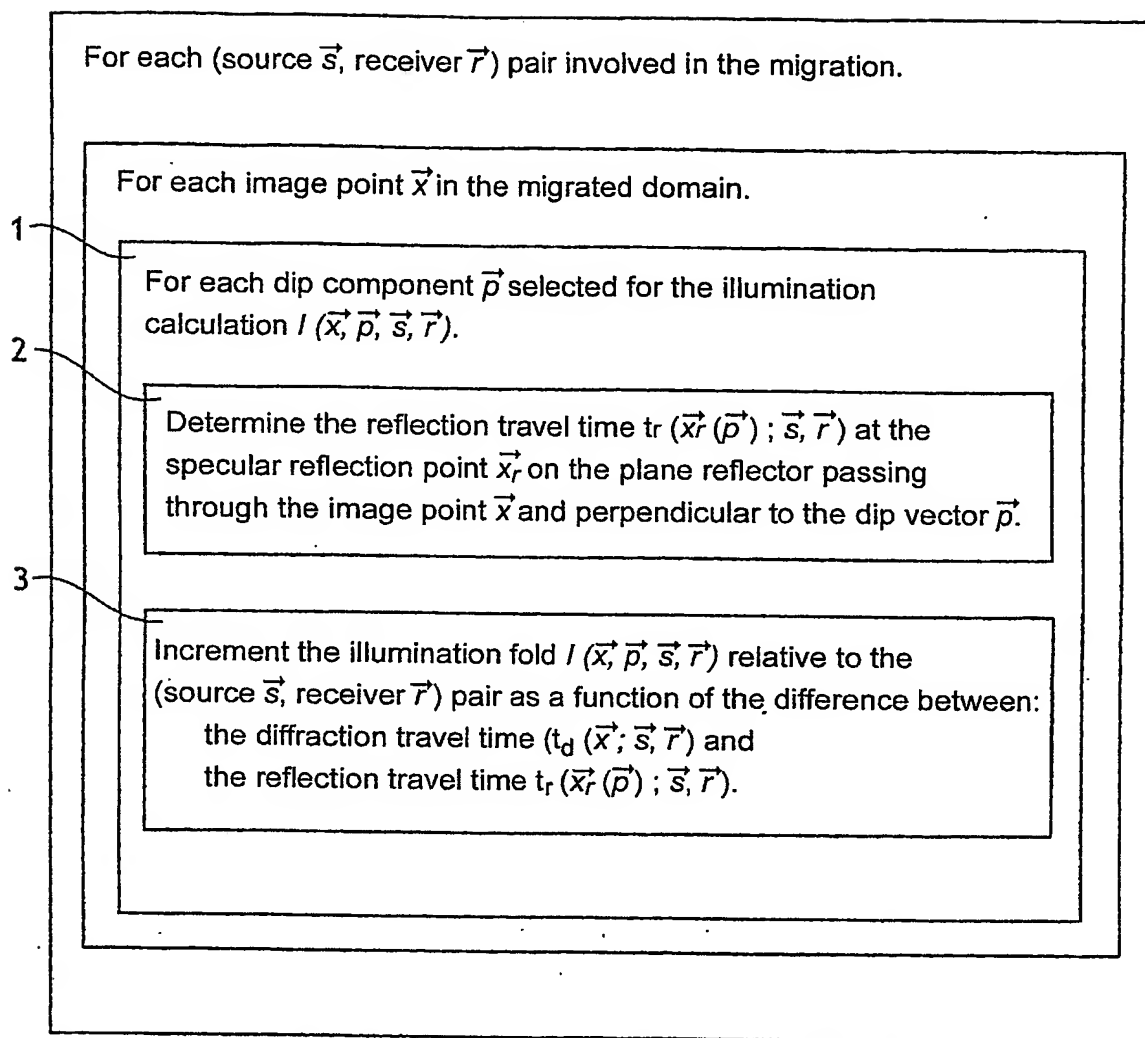 For each (source s⃗, receiver r⃗) pair involved in the migration.
For each image point x⃗ in the migrated domain.
1
For each dip component p⃗ selected for the illumination
calculation I (x⃗, p⃗, s⃗, r⃗).
2
Determine the reflection travel time tr (x⃗r (p⃗) ; s⃗, r⃗) at the
specular reflection point x⃗r on the plane reflector passing
through the image point x⃗ and perpendicular to the dip vector p⃗.
3
Increment the illumination fold I (x⃗, p⃗, s⃗, r⃗) relative to the
(source s⃗, receiver r⃗) pair as a function of the difference between:
the diffraction travel time (td (x⃗; s⃗, r⃗) and
the reflection travel time tr (x⃗r (p⃗) ; s⃗, r⃗).